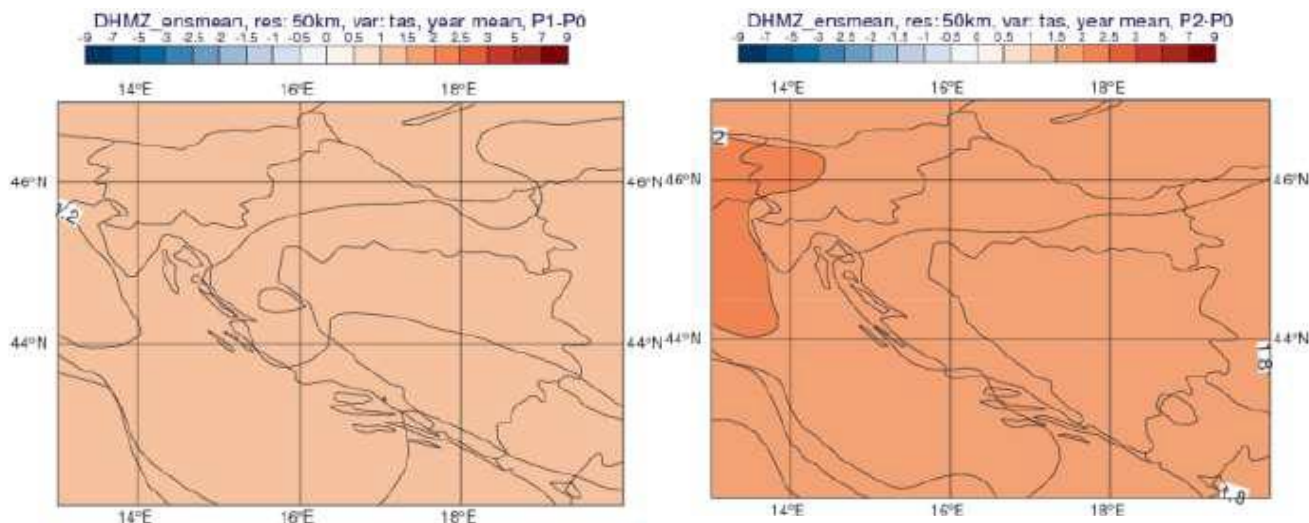 DHMZ_ensmean, res: 50km, var: tas, year mean, P1-P0
-9 -7 -5 -3 -2.5 -2 -1.5 -1 -0.5 0 0.5 1 1.5 2 2.5 3 5 7 9
14°E 16°E 18°E
46°N 46°N
1.2
44°N 44°N
14°E 16°E 18°E
DHMZ_ensmean, res: 50km, var: tas, year mean, P2-P0
-9 -7 -5 -3 -2.5 -2 -1.5 -1 -0.5 0 0.5 1 1.5 2 2.5 3 5 7 9
14°E 16°E 18°E
2
46°N 46°N
44°N 44°N
1.8
1.8
14°E 16°E 18°E